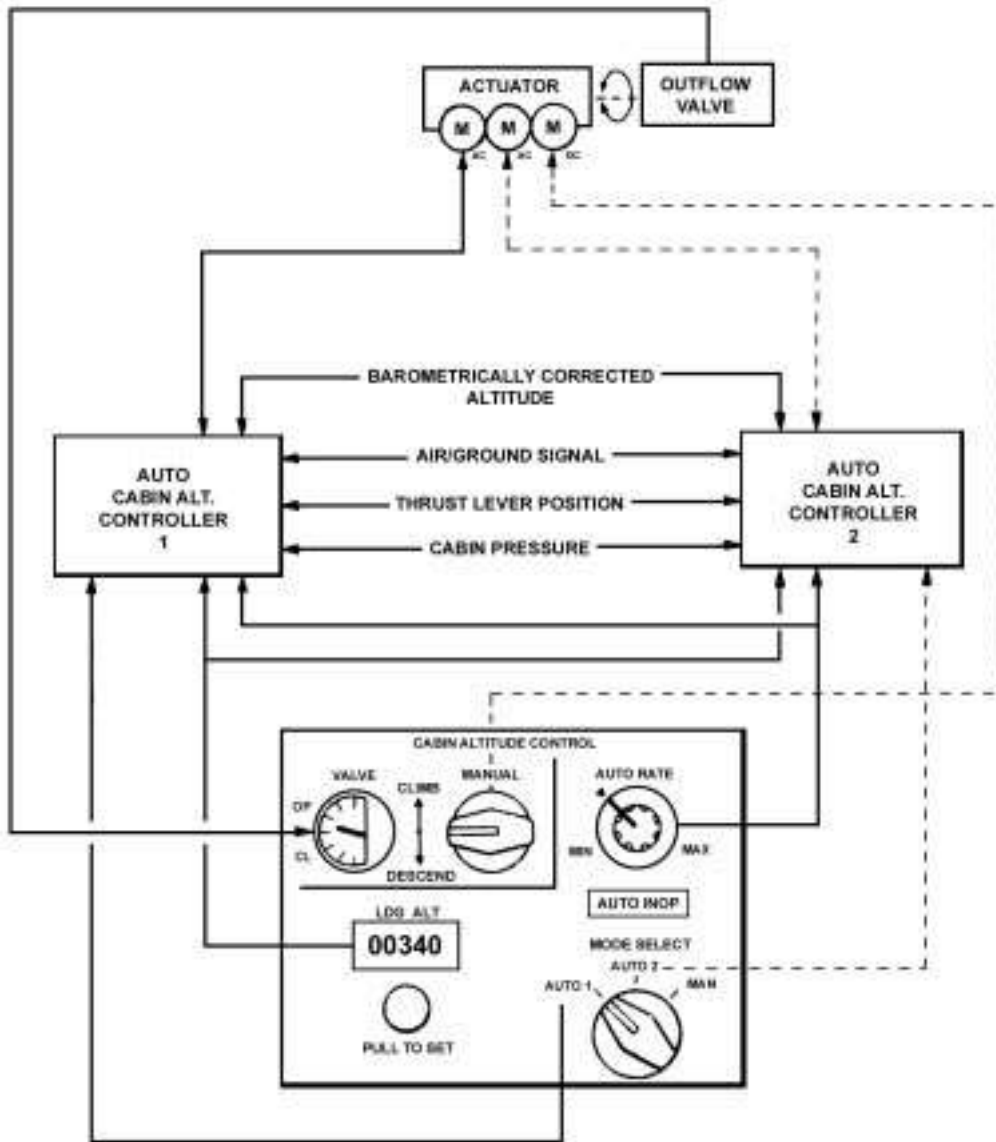 ACTUATOR
M M M
AC AC DC
OUTFLOW
VALVE
BAROMETRICALLY CORRECTED
ALTITUDE
AIR/GROUND SIGNAL
THRUST LEVER POSITION
CABIN PRESSURE
AUTO
CABIN ALT.
CONTROLLER
1
AUTO
CABIN ALT.
CONTROLLER
2
CABIN ALTITUDE CONTROL
VALVE
OP
CL
CLIMB
DESCEND
MANUAL
AUTO RATE
MIN
MAX
LDG ALT
00340
PULL TO SET
AUTO INOP
MODE SELECT
AUTO 1
AUTO 2
MAN